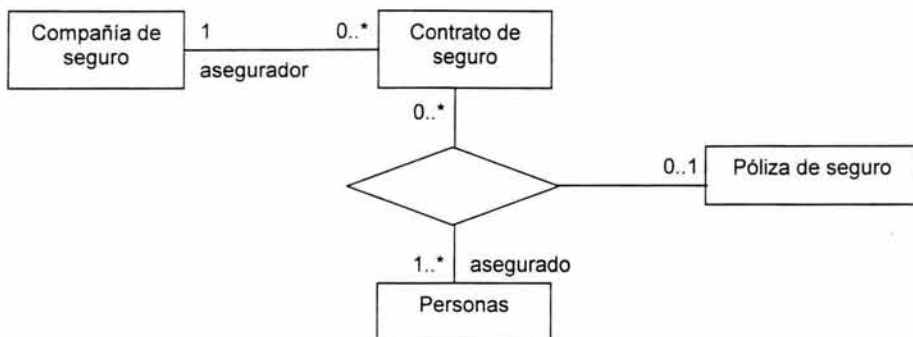 Compañía de
seguro
1
0..*
asegurador
Contrato de
seguro
0..*
0..1
Póliza de seguro
1..*
asegurado
Personas